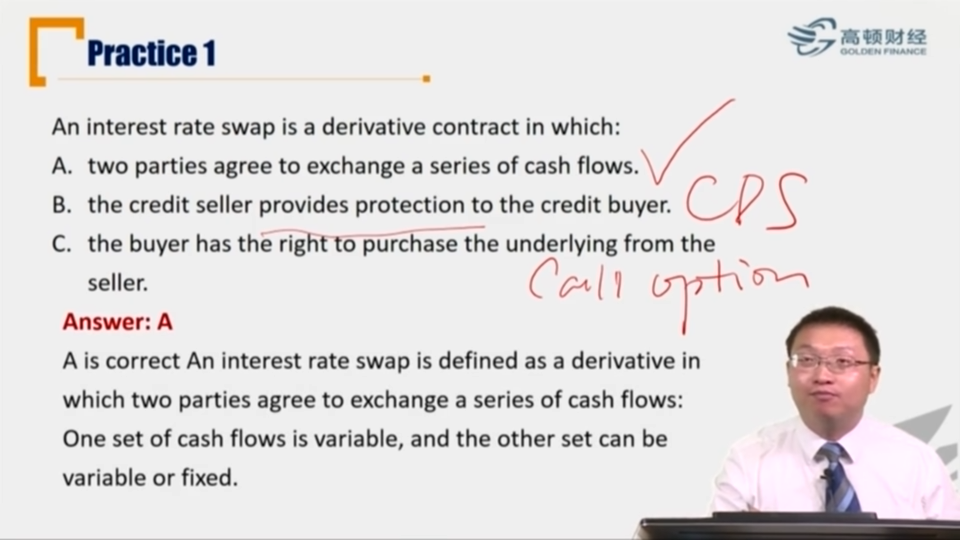 Practice 1
高顿财经
GOLDEN FINANCE
An interest rate swap is a derivative contract in which:
A. two parties agree to exchange a series of cash flows.
B. the credit seller provides protection to the credit buyer. CDS
C. the buyer has the right to purchase the underlying from the
seller. Call option
Answer: A
A is correct An interest rate swap is defined as a derivative in
which two parties agree to exchange a series of cash flows:
One set of cash flows is variable, and the other set can be
variable or fixed.